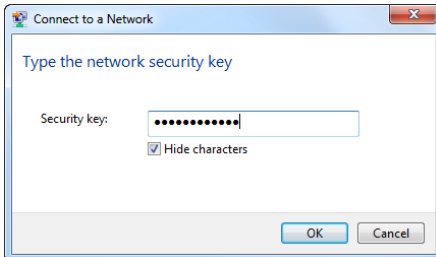 Connect to a Network
Type the network security key
Security key: ••••••••••••
Hide characters
OK Cancel